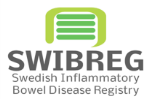 SWIBREG
Swedish Inflammatory
Bowel Disease Registry